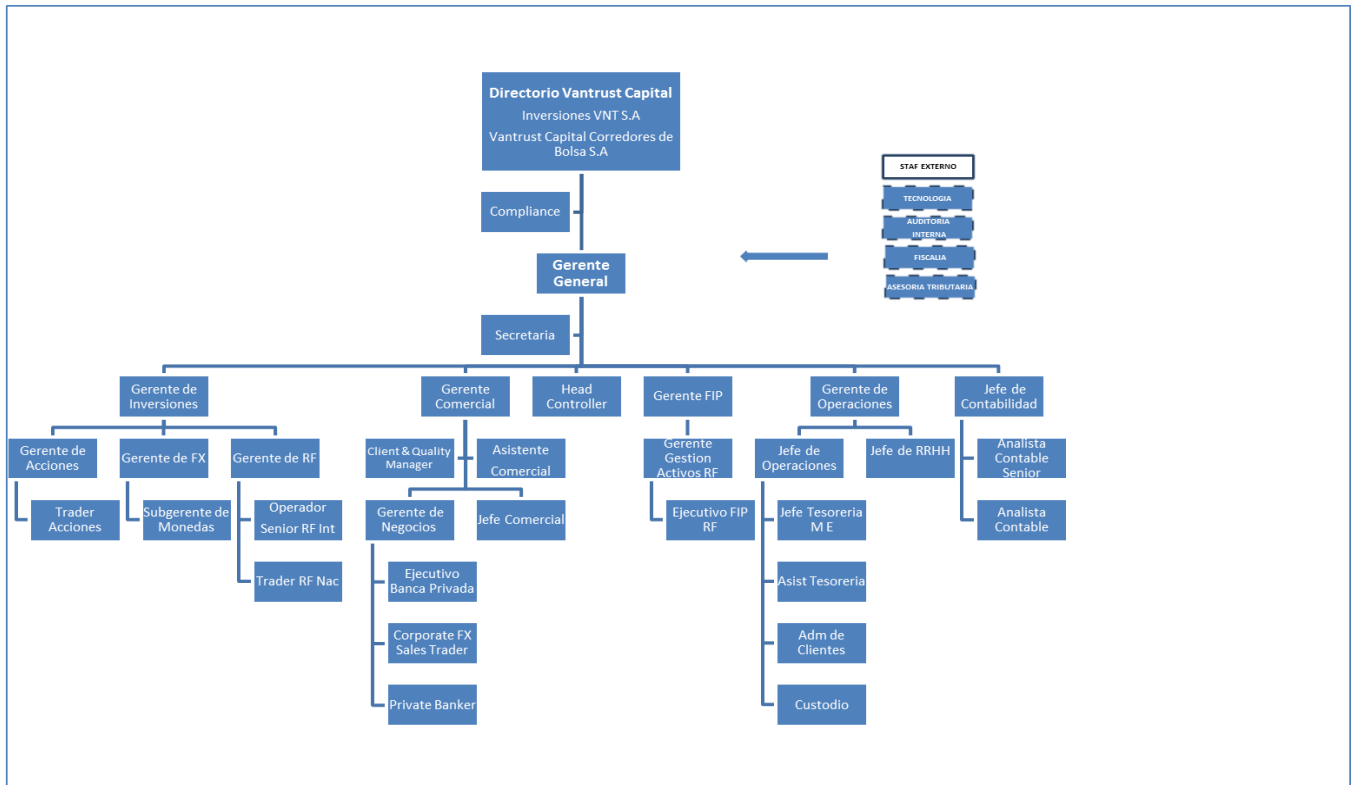 Directorio Vantrust Capital
Inversiones VNT S.A
Vantrust Capital Corredores de
Bolsa S.A
STAF EXTERNO
TECNOLOGIA
AUDITORIA
INTERNA
FISCALIA
ASESORIA TRIBUTARIA
Compliance
Gerente
General
Secretaria
Gerente de
Inversiones
Gerente
Comercial
Head
Controller
Gerente FIP
Gerente de
Operaciones
Jefe de
Contabilidad
Gerente de
Acciones
Gerente de FX
Gerente de RF
Client & Quality
Manager
Asistente
Comercial
Gerente
Gestion
Activos RF
Jefe de
Operaciones
Jefe de RRHH
Analista
Contable
Senior
Trader
Acciones
Subgerente de
Monedas
Operador
Senior RF Int
Gerente de
Negocios
Jefe Comercial
Ejecutivo FIP
RF
Jefe Tesoreria
M E
Analista
Contable
Trader RF Nac
Ejecutivo
Banca Privada
Asist Tesoreria
Corporate FX
Sales Trader
Adm de
Clientes
Private Banker
Custodio